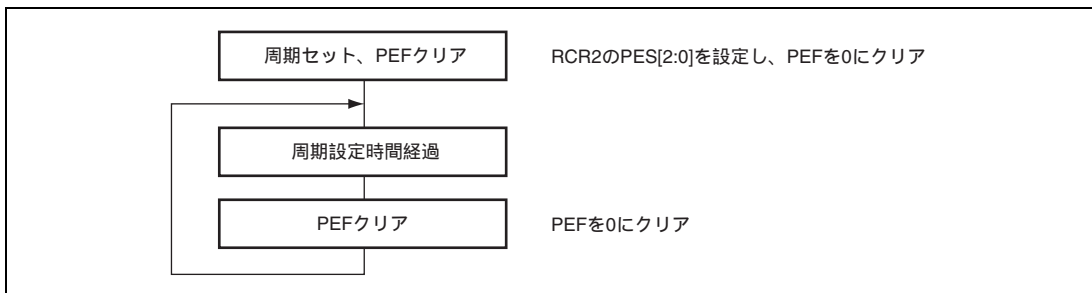 周期セット、PEFクリア
RCR2のPES[2:0]を設定し、PEFを0にクリア
周期設定時間経過
PEFクリア
PEFを0にクリア